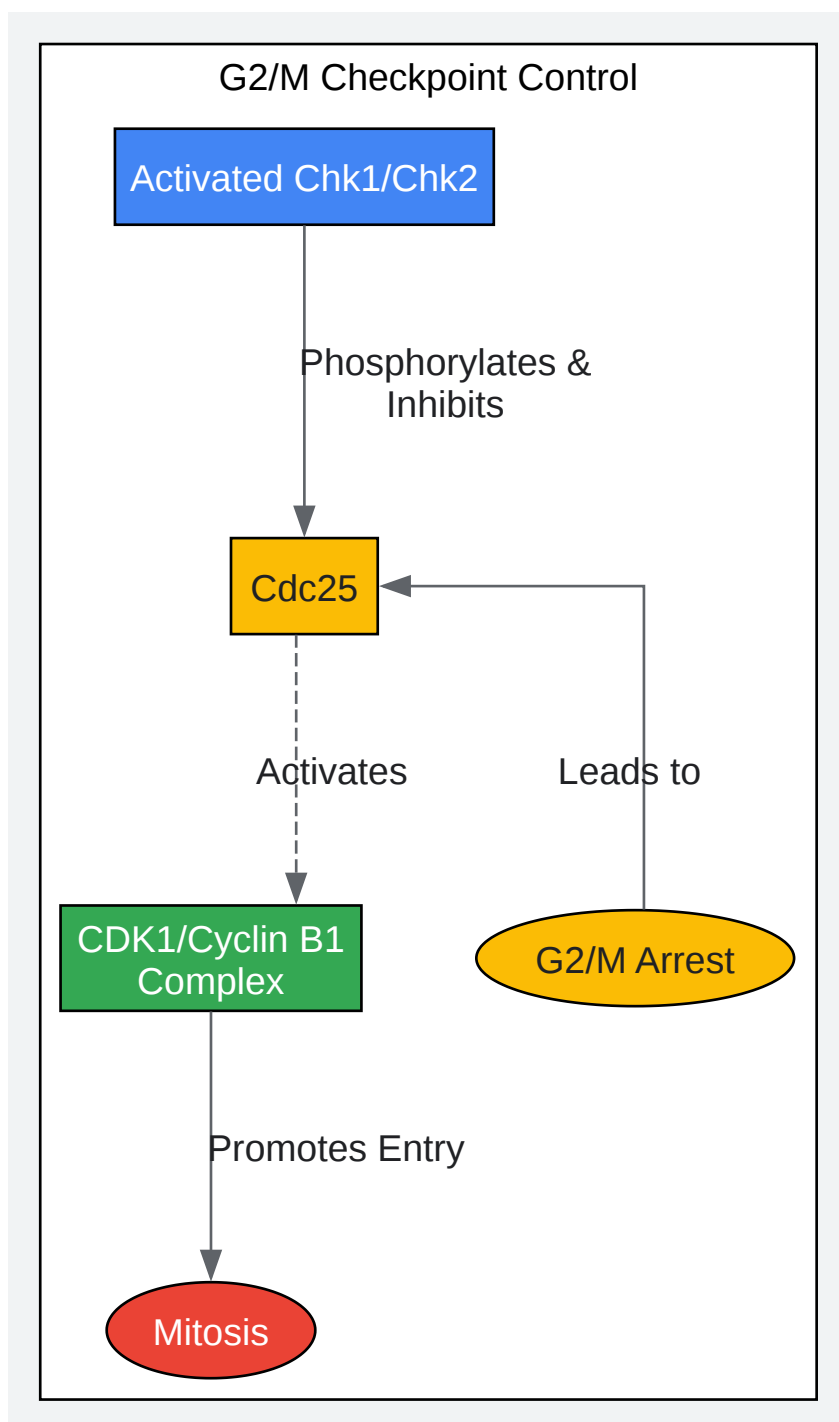 G2/M Checkpoint Control
Activated Chk1/Chk2
Phosphorylates &
Inhibits
Cdc25
Activates
Leads to
CDK1/Cyclin B1
Complex
G2/M Arrest
Promotes Entry
Mitosis